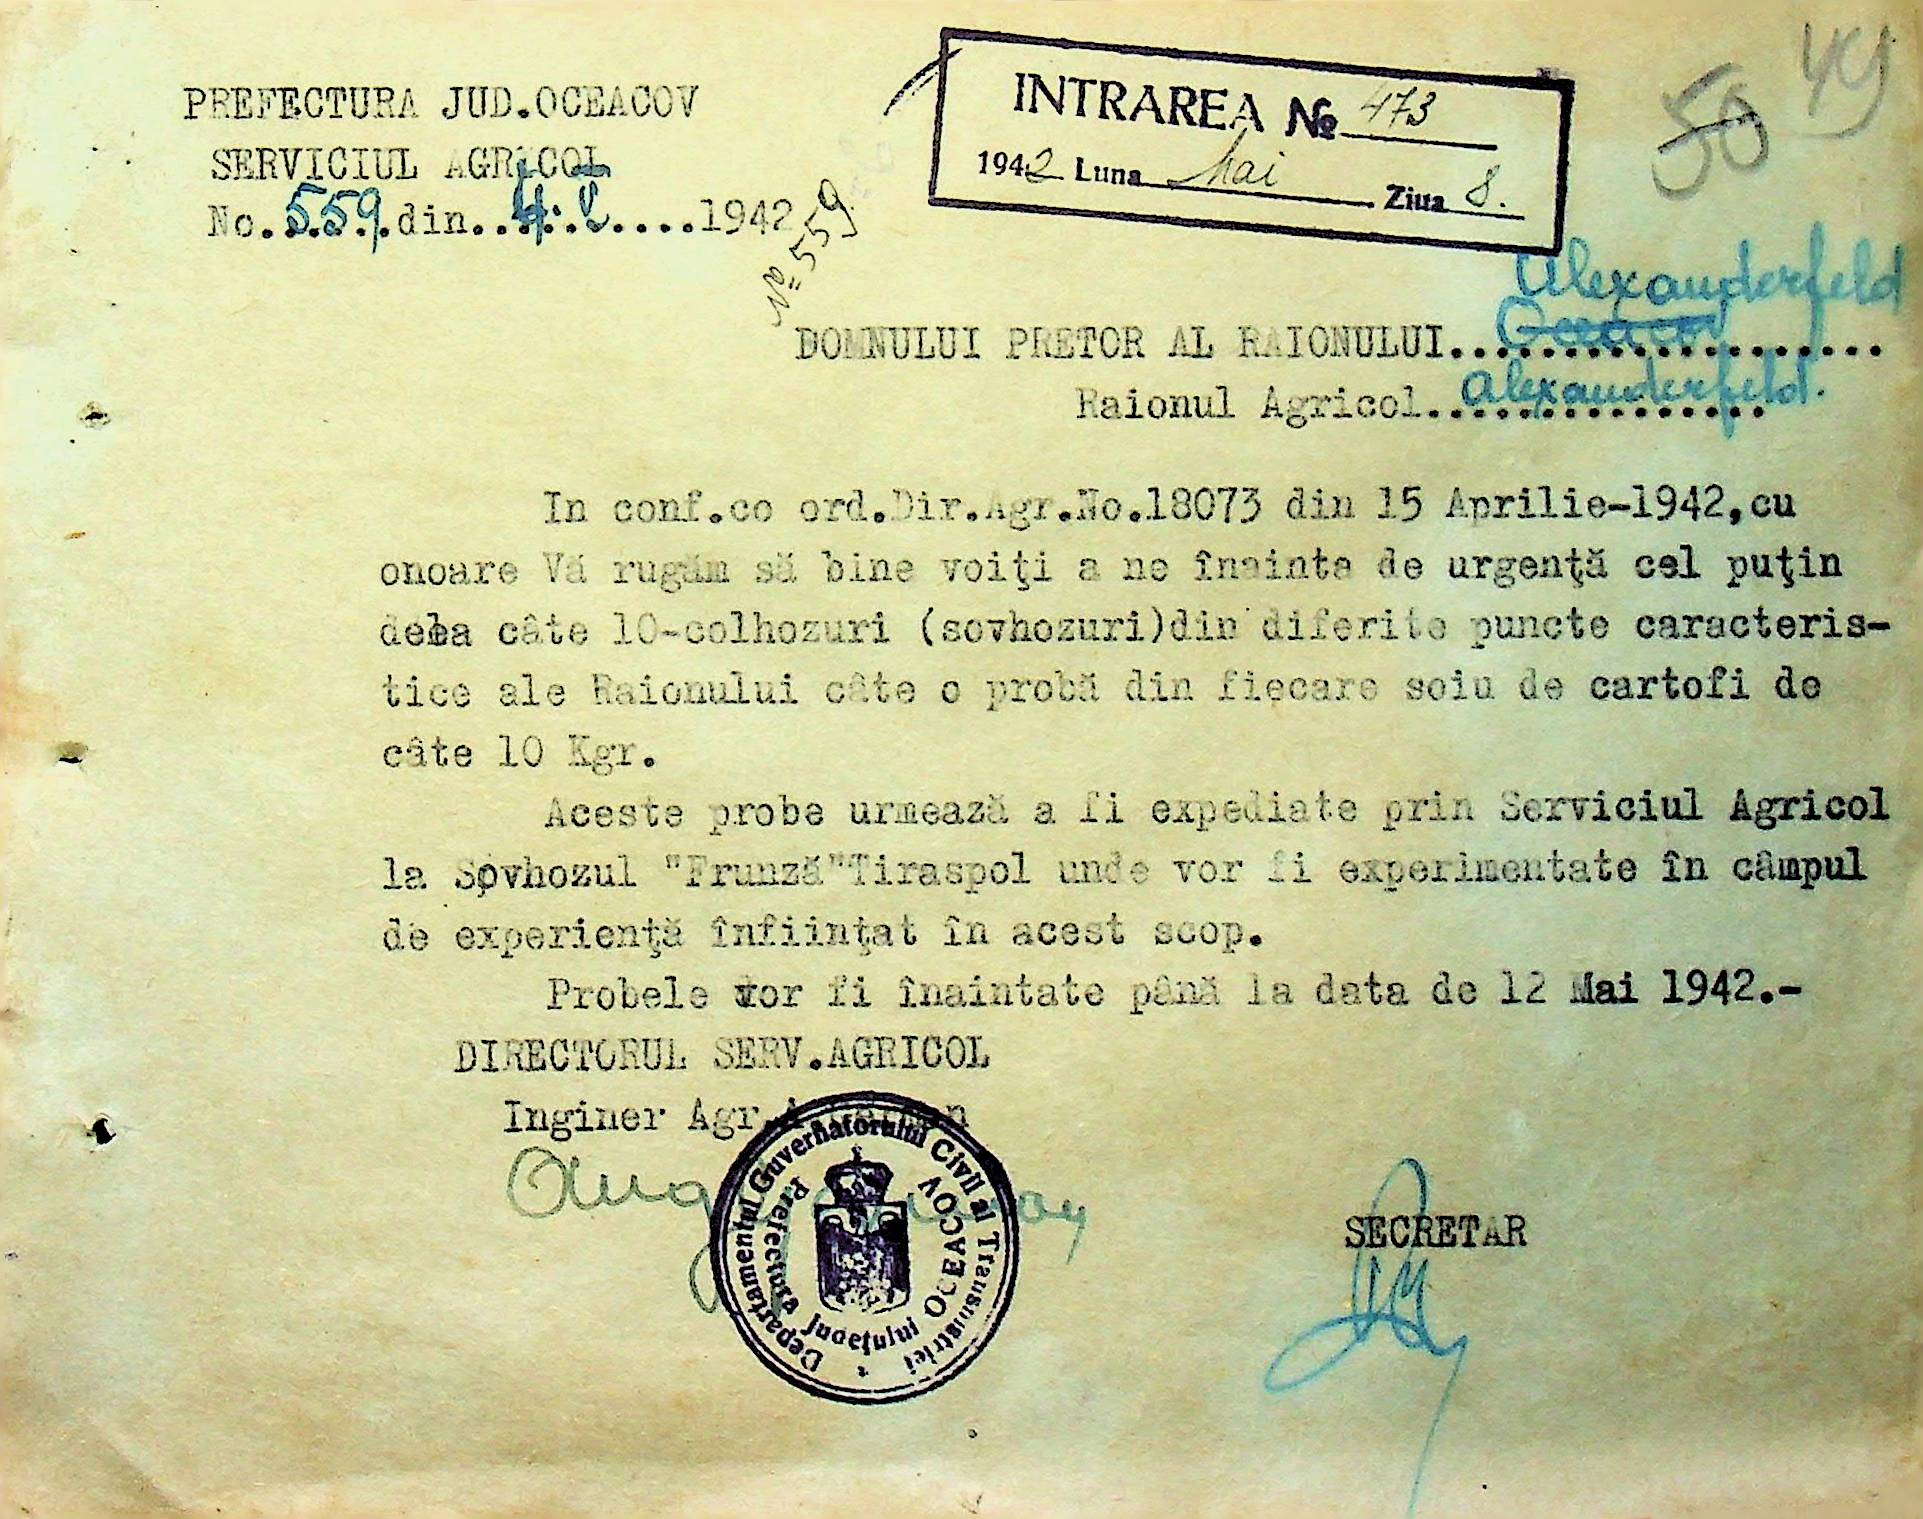 49
50
INTRAREA № 473
1942 Luna Mai Ziua 8.
PREFECTURA JUD.OCEACOV
SERVICIUL AGRICOL
No.559.din..4.V....1942
№ 559
Alexanderfeld
DOMNULUI PRETOR AL RAIONULUI...................
Raionul Agricol..Alexanderfeld.
In conf.co ord.Dir.Agr.No.18073 din 15 Aprilie-1942,cu
onoare Vă rugăm să bine voiţi a ne înainta de urgenţă cel puţin
dela câte 10-colhozuri (sovhozuri)din diferite puncte caracteris-
tice ale Raionului câte o probă din fiecare soiu de cartofi de
câte 10 Kgr.
Aceste probe urmează a fi expediate prin Serviciul Agricol
la Sovhozul "Frunză"Tiraspol unde vor fi experimentate în câmpul
de experienţă înfiinţat în acest scop.
Probele vor fi înaintate până la data de 12 Mai 1942.-
DIRECTORUL SERV.AGRICOL
Inginer Agr.
Departamentul Guvernatorului Civil al Transnistriei
Prefectura Judeţului OCEACOV
SECRETAR